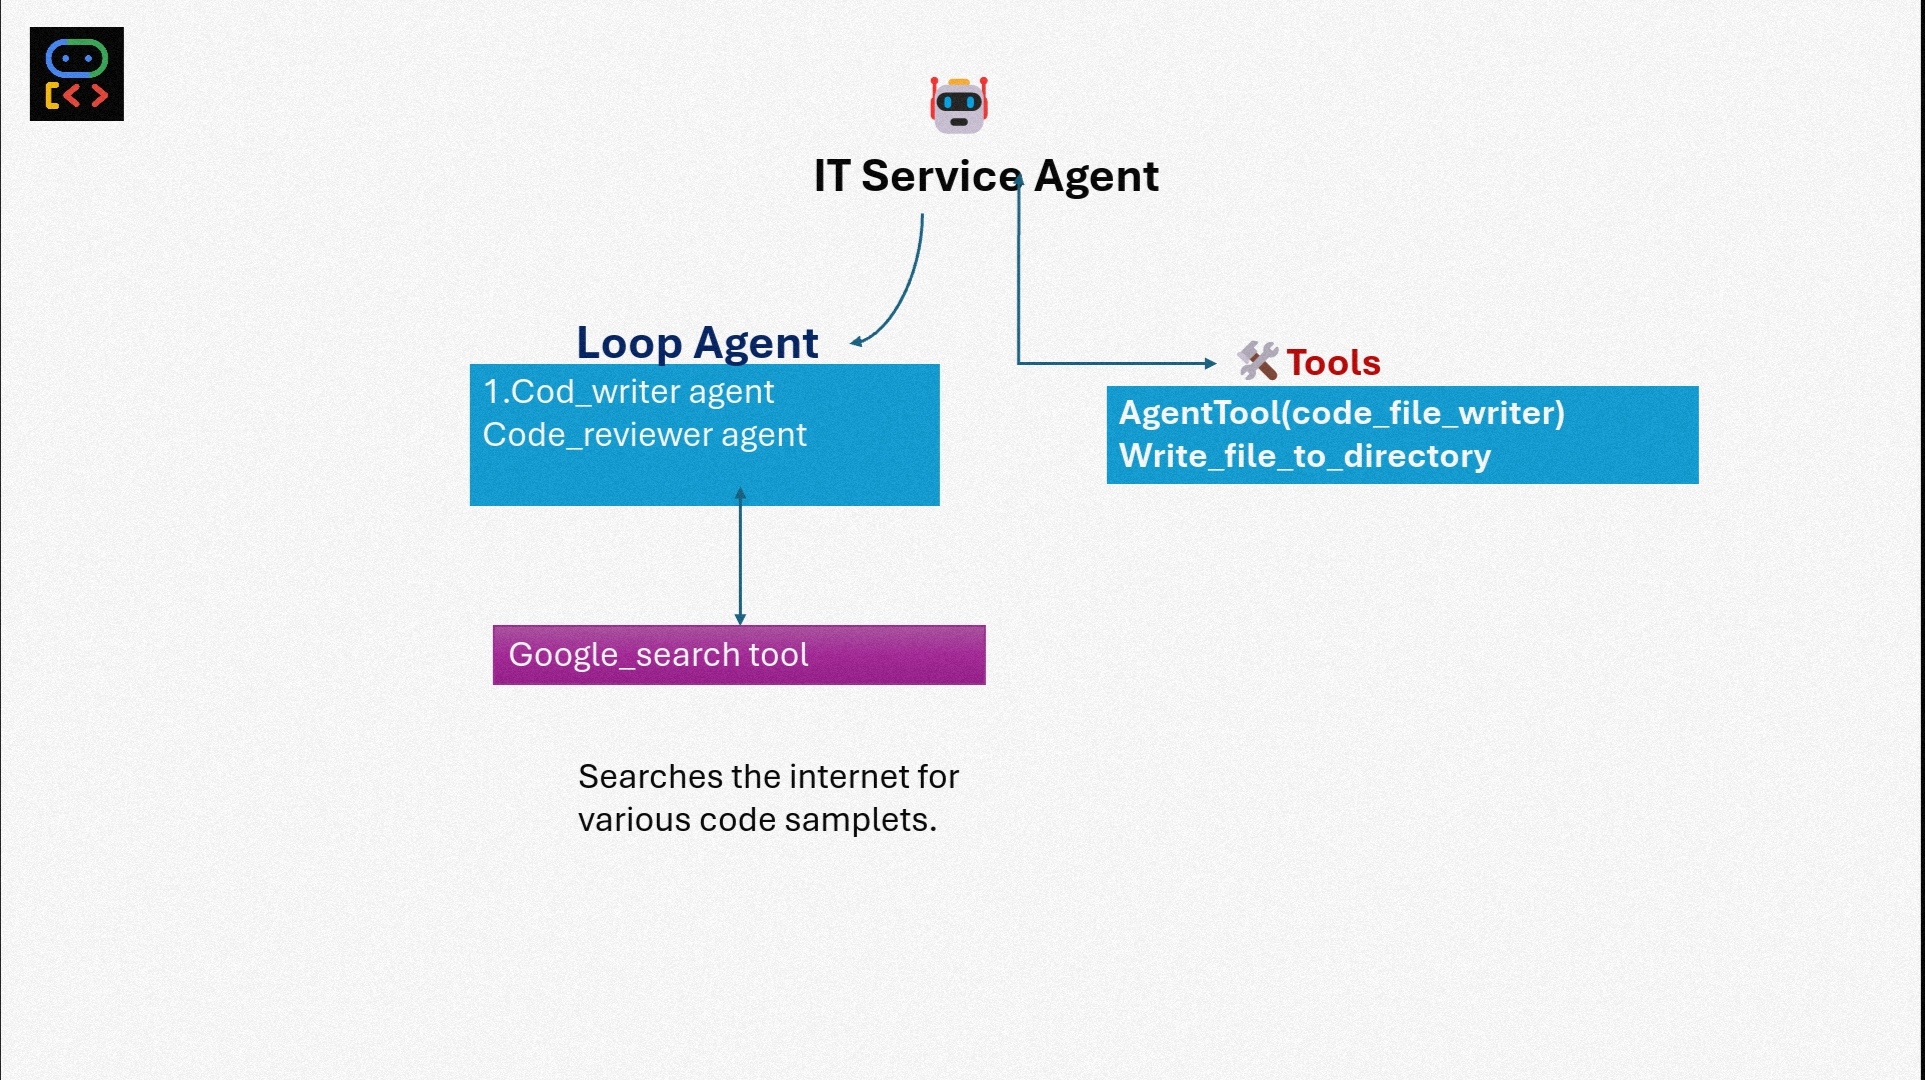 IT Service Agent
Loop Agent
1.Cod_writer agent
Code_reviewer agent
Tools
AgentTool(code_file_writer)
Write_file_to_directory
Google_search tool
Searches the internet for
various code samplets.